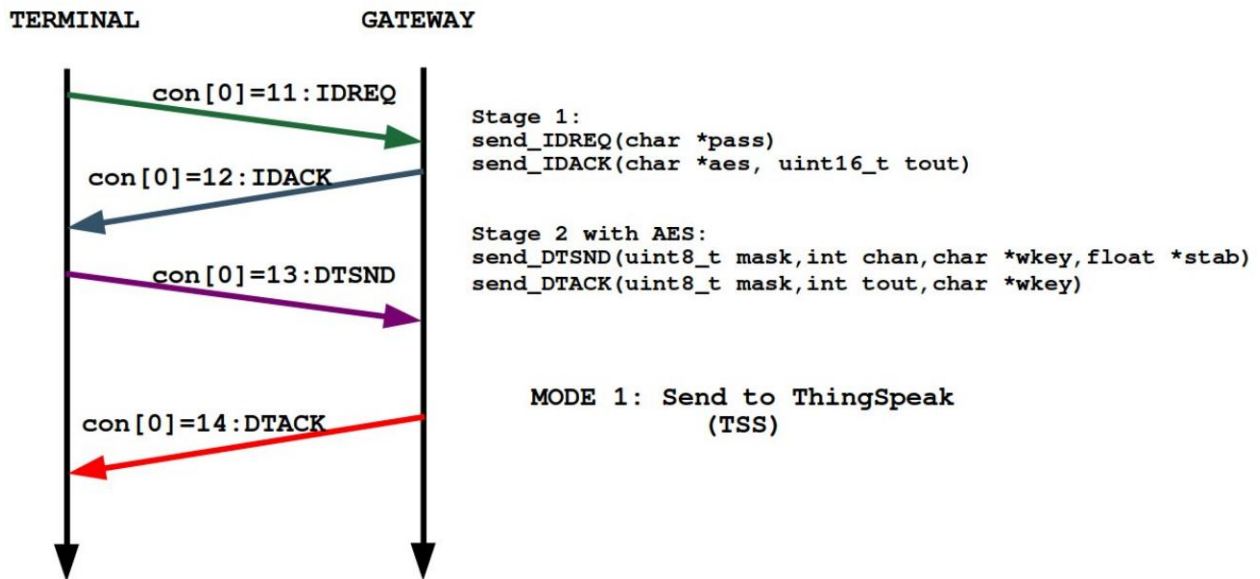 TERMINAL
GATEWAY
con[0]=11:IDREQ
con[0]=12:IDACK
con[0]=13:DTSND
con[0]=14:DTACK
Stage 1:
send_IDREQ(char *pass)
send_IDACK(char *aes, uint16_t tout)
Stage 2 with AES:
send_DTSND(uint8_t mask,int chan,char *wkey,float *stab)
send_DTACK(uint8_t mask,int tout,char *wkey)
MODE 1: Send to ThingSpeak
(TSS)